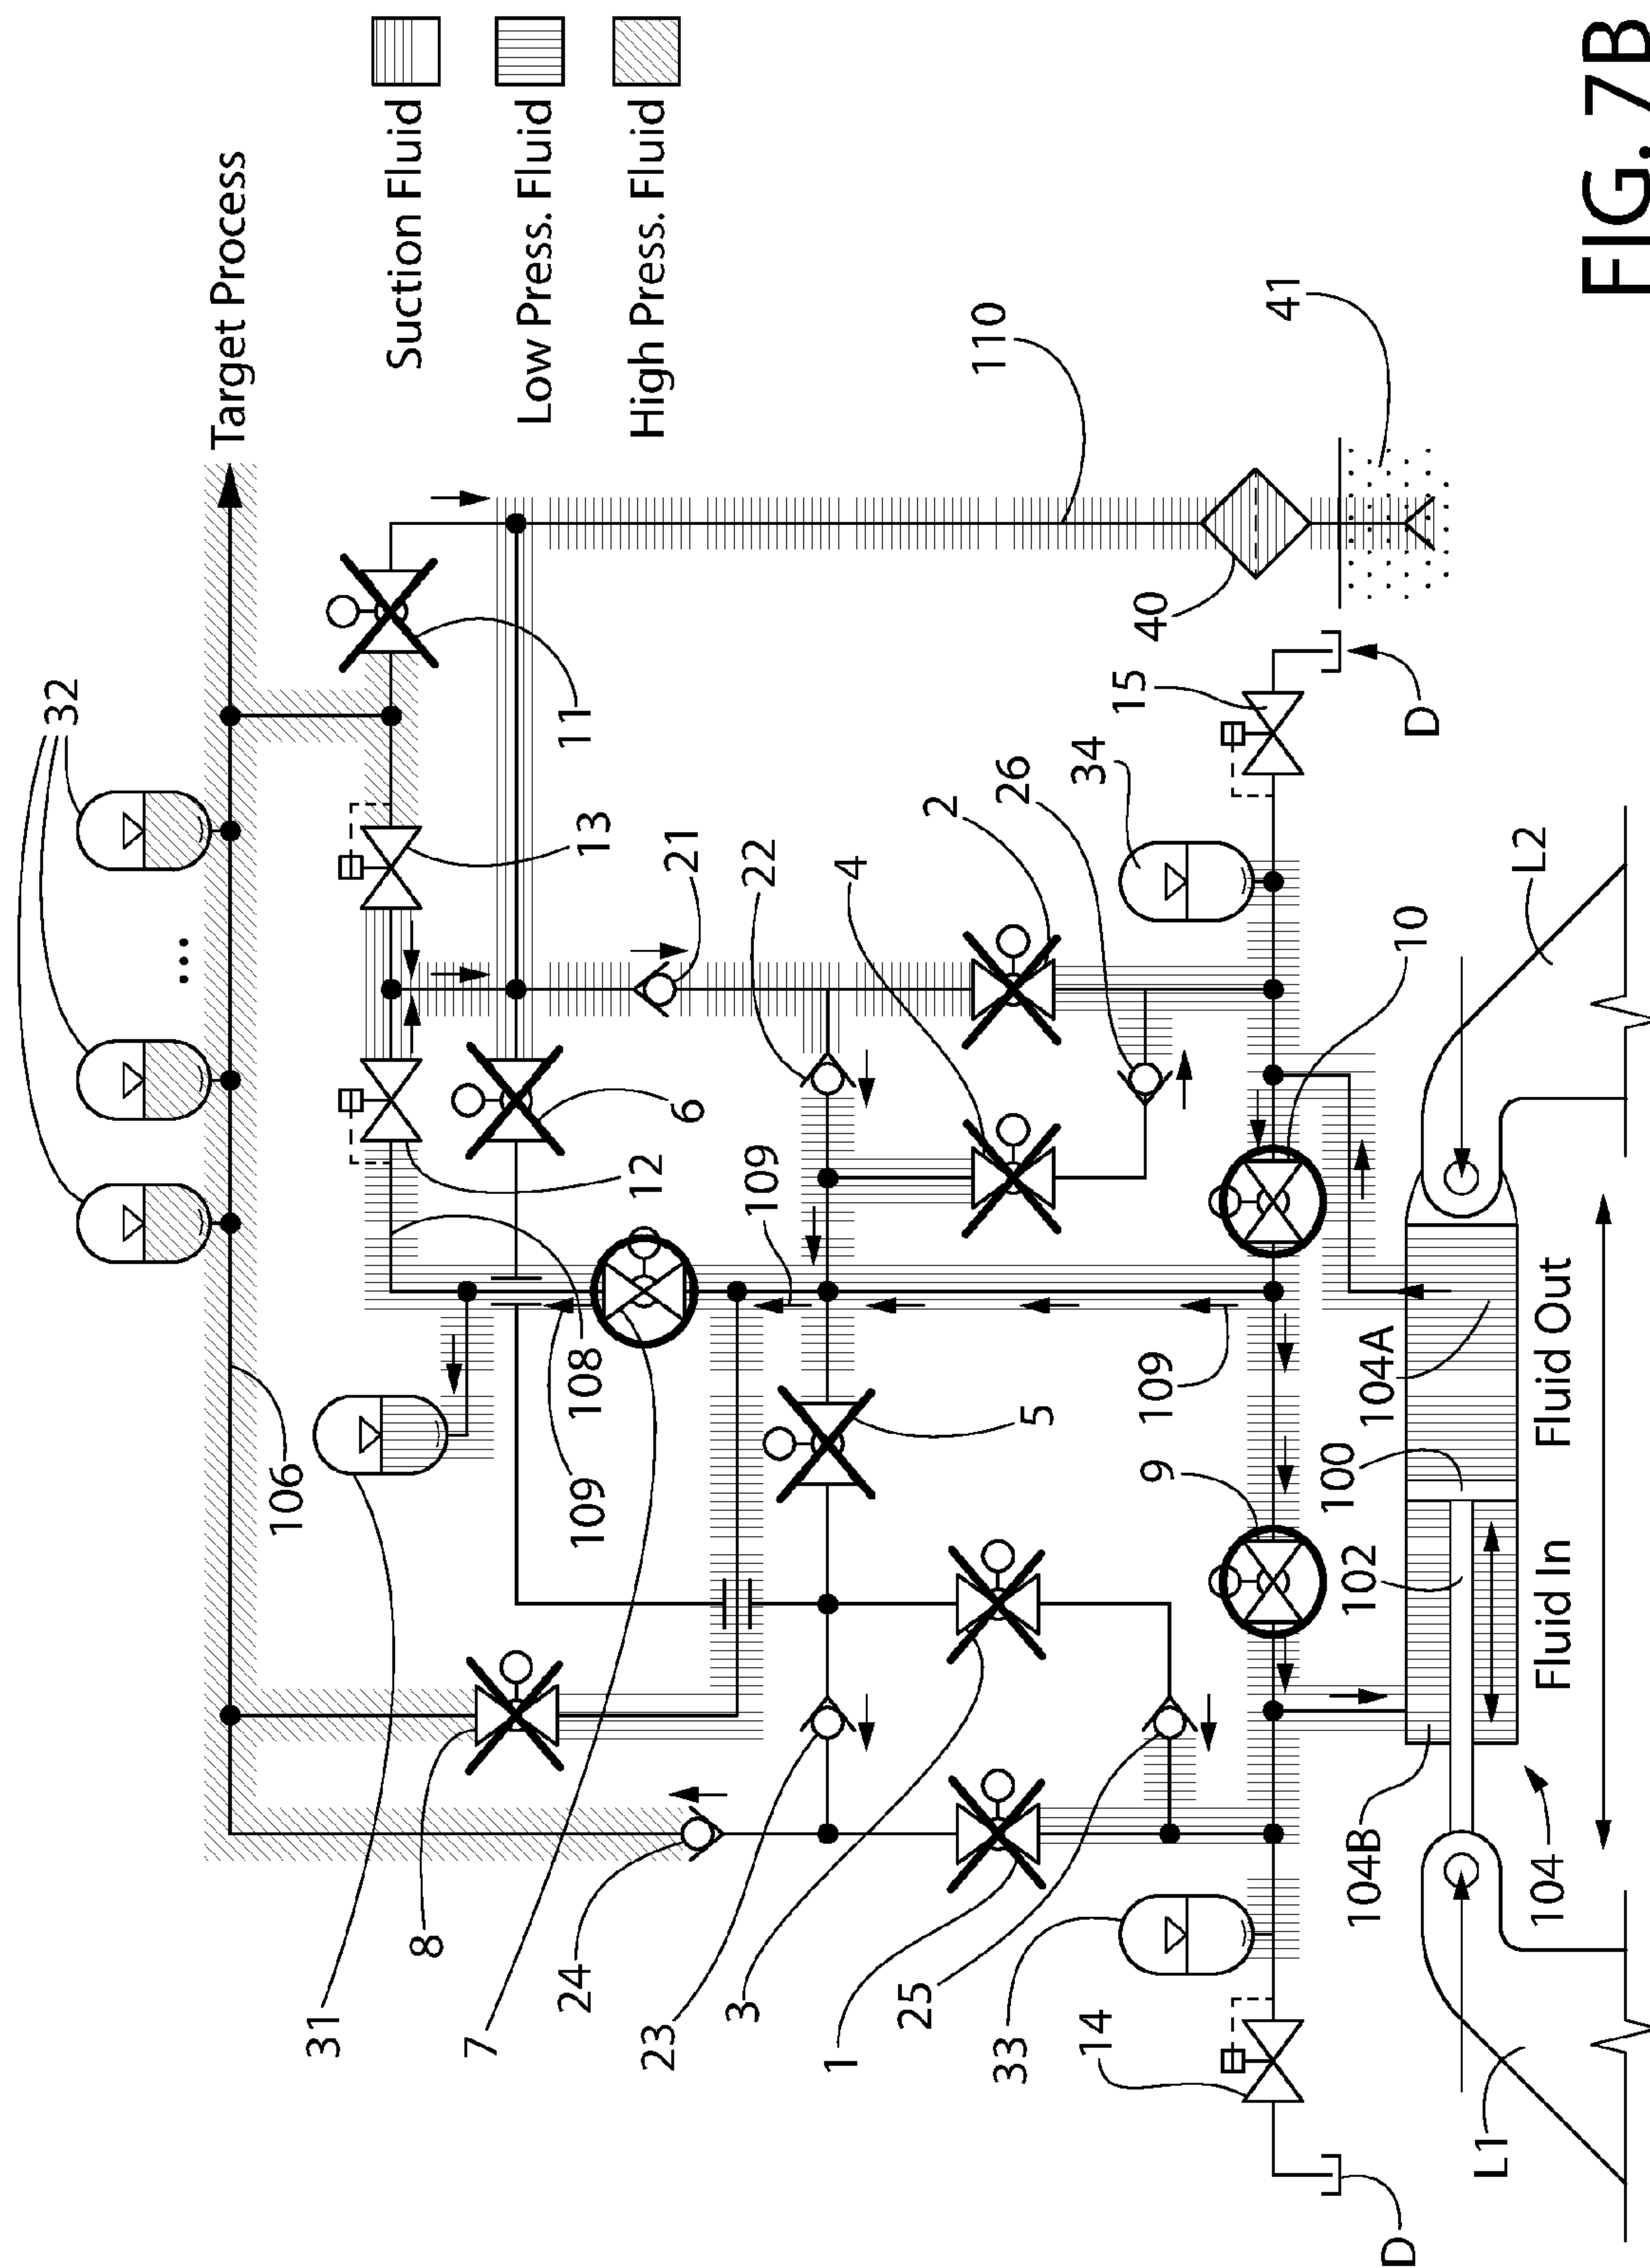 32
Target Process
106
31
Suction Fluid
8
7
Low Press. Fluid
24
109
108
11
13
12
High Press. Fluid
23
6
21
3
109
22
1
4
25
2
110
33
26
5
34
14
109
9
15
40
41
104B
102
100
104A
10
D
D
L1
L2
104
Fluid In
Fluid Out
FIG. 7B